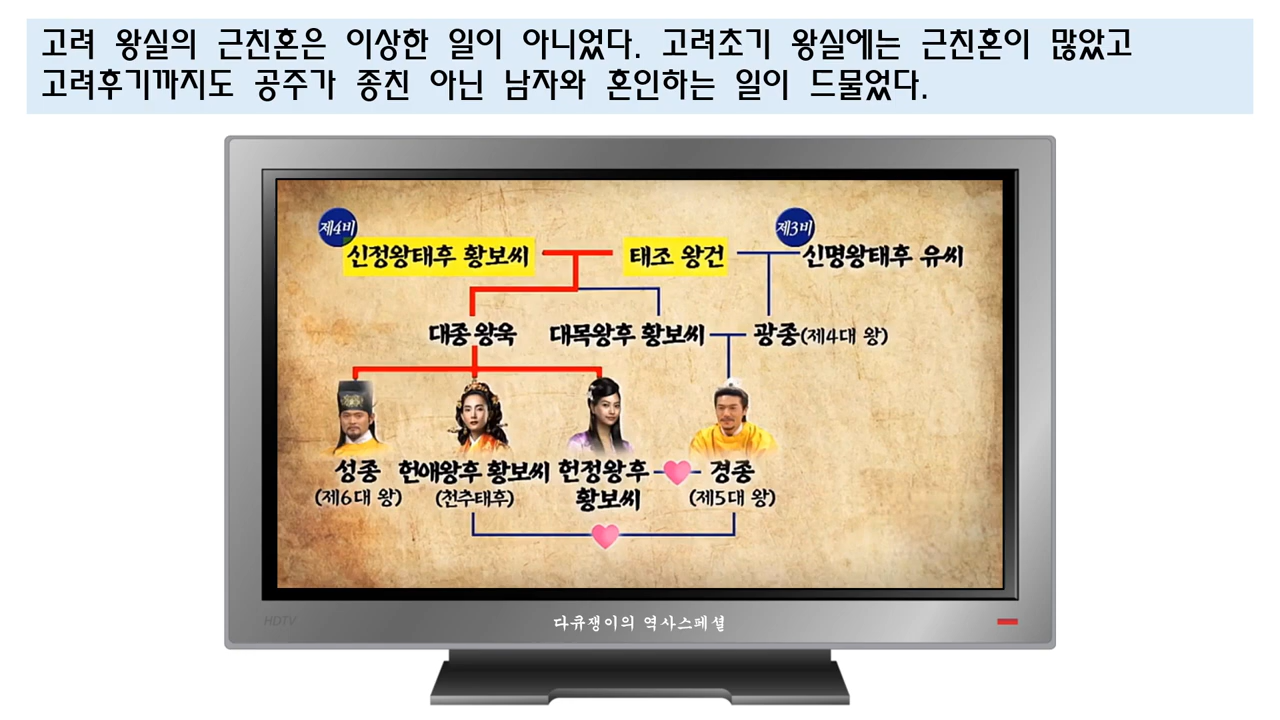 고려 왕실의 근친혼은 이상한 일이 아니었다. 고려초기 왕실에는 근친혼이 많았고
고려후기까지도 공주가 종친 아닌 남자와 혼인하는 일이 드물었다.
제4비
제3비
신정왕태후 황보씨
태조 왕건
신명왕태후 유씨
대종 왕욱
대목왕후 황보씨
광종(제4대 왕)
성종
헌애왕후 황보씨
헌정왕후
경종
(제6대 왕)
(천추태후)
황보씨
(제5대 왕)
HDTV
다큐쟁이의 역사스페셜